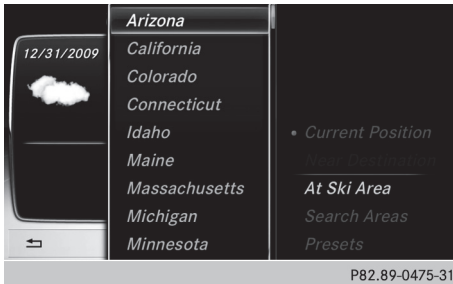 12/31/2009
Arizona
California
Colorado
Connecticut
Idaho
Maine
Massachusetts
Michigan
Minnesota
Current Position
Near Destination
At Ski Area
Search Areas
Presets
P82.89-0475-31